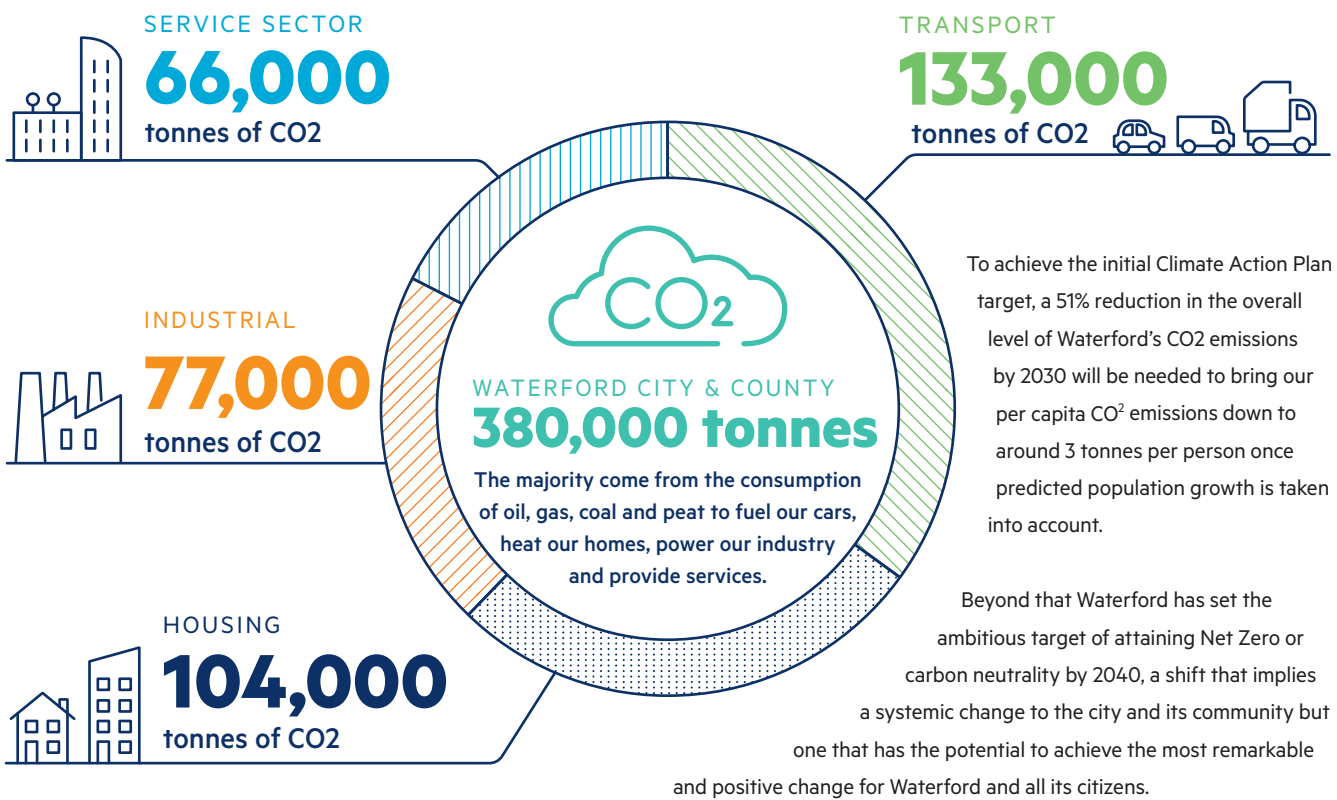 SERVICE SECTOR
66,000
tonnes of CO2
TRANSPORT
133,000
tonnes of CO2
INDUSTRIAL
77,000
tonnes of CO2
HOUSING
104,000
tonnes of CO2
CO2
WATERFORD CITY & COUNTY
380,000 tonnes
The majority come from the consumption
of oil, gas, coal and peat to fuel our cars,
heat our homes, power our industry
and provide services.
To achieve the initial Climate Action Plan
target, a 51% reduction in the overall
level of Waterford’s CO2 emissions
by 2030 will be needed to bring our
per capita CO² emissions down to
around 3 tonnes per person once
predicted population growth is taken
into account.
Beyond that Waterford has set the
ambitious target of attaining Net Zero or
carbon neutrality by 2040, a shift that implies
a systemic change to the city and its community but
one that has the potential to achieve the most remarkable
and positive change for Waterford and all its citizens.